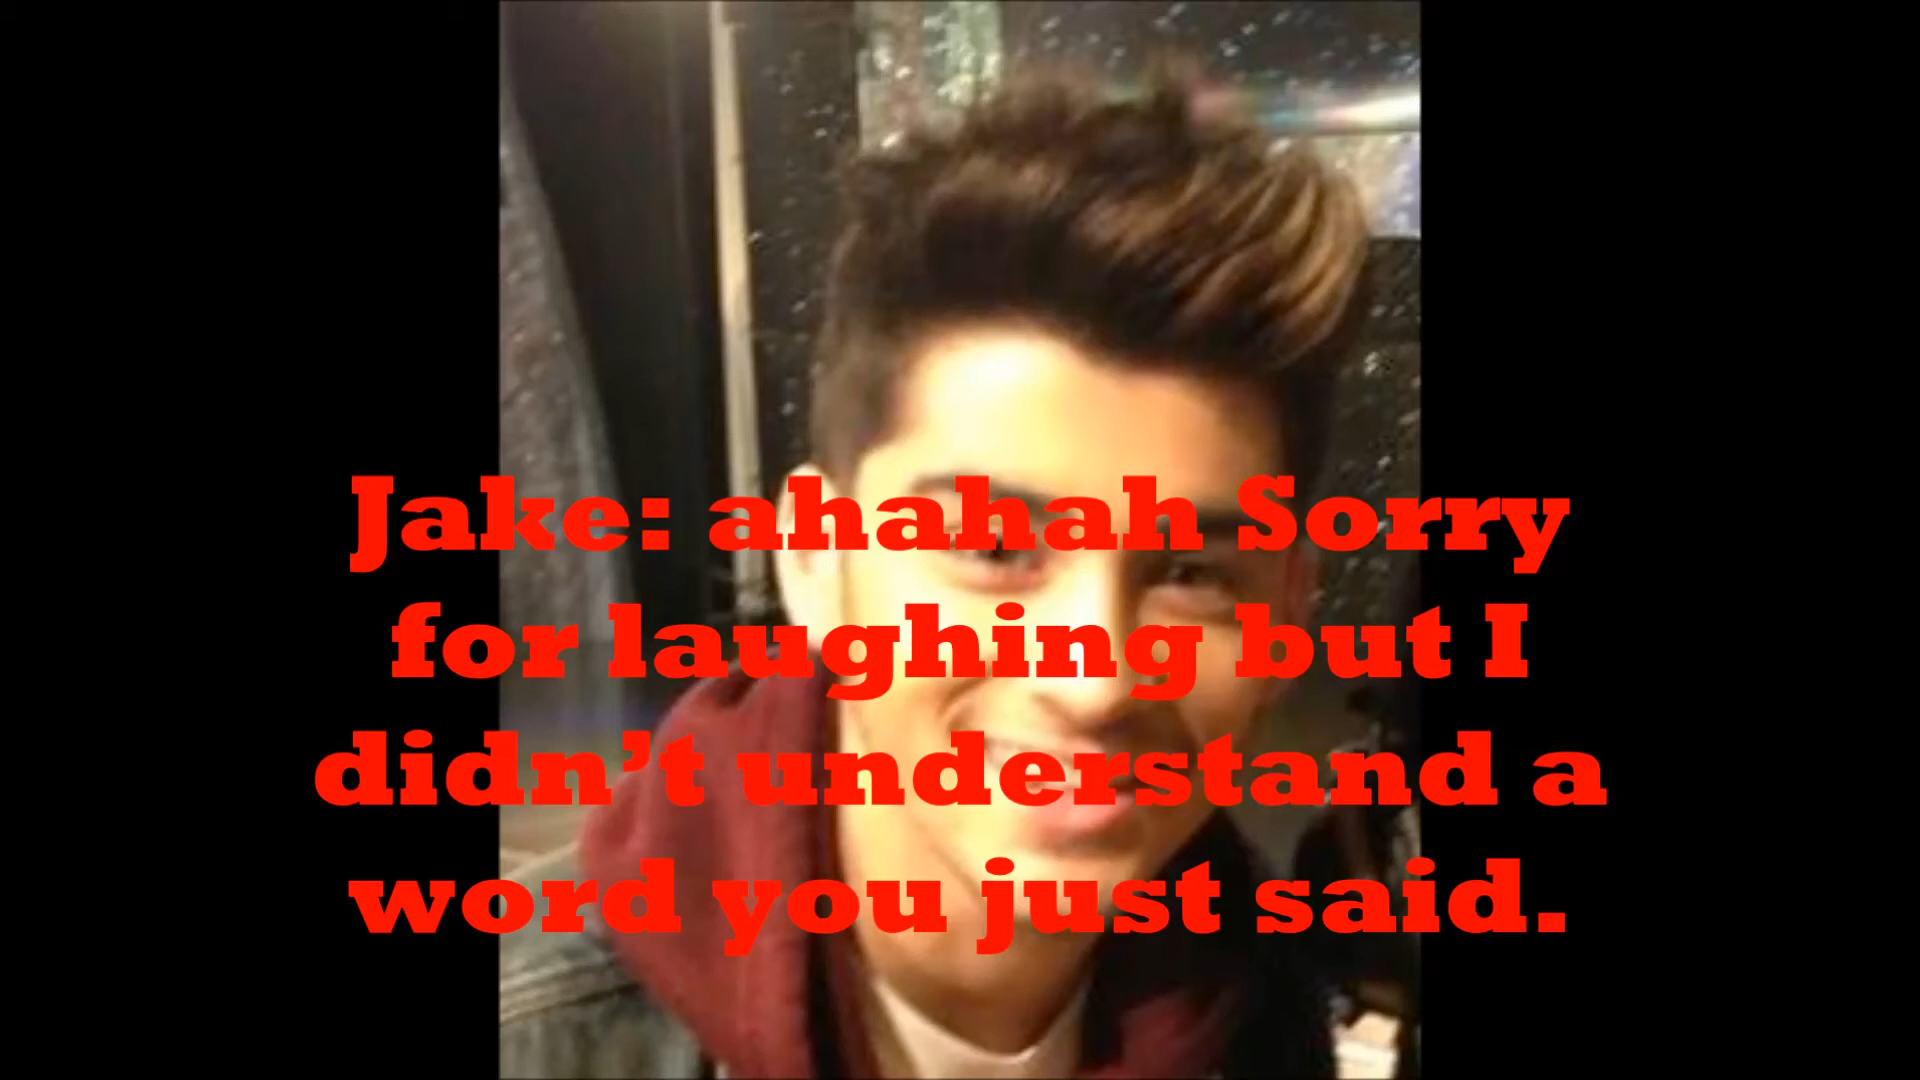 Jake: ahahah Sorry
for laughing but I
didn’t understand a
word you just said.